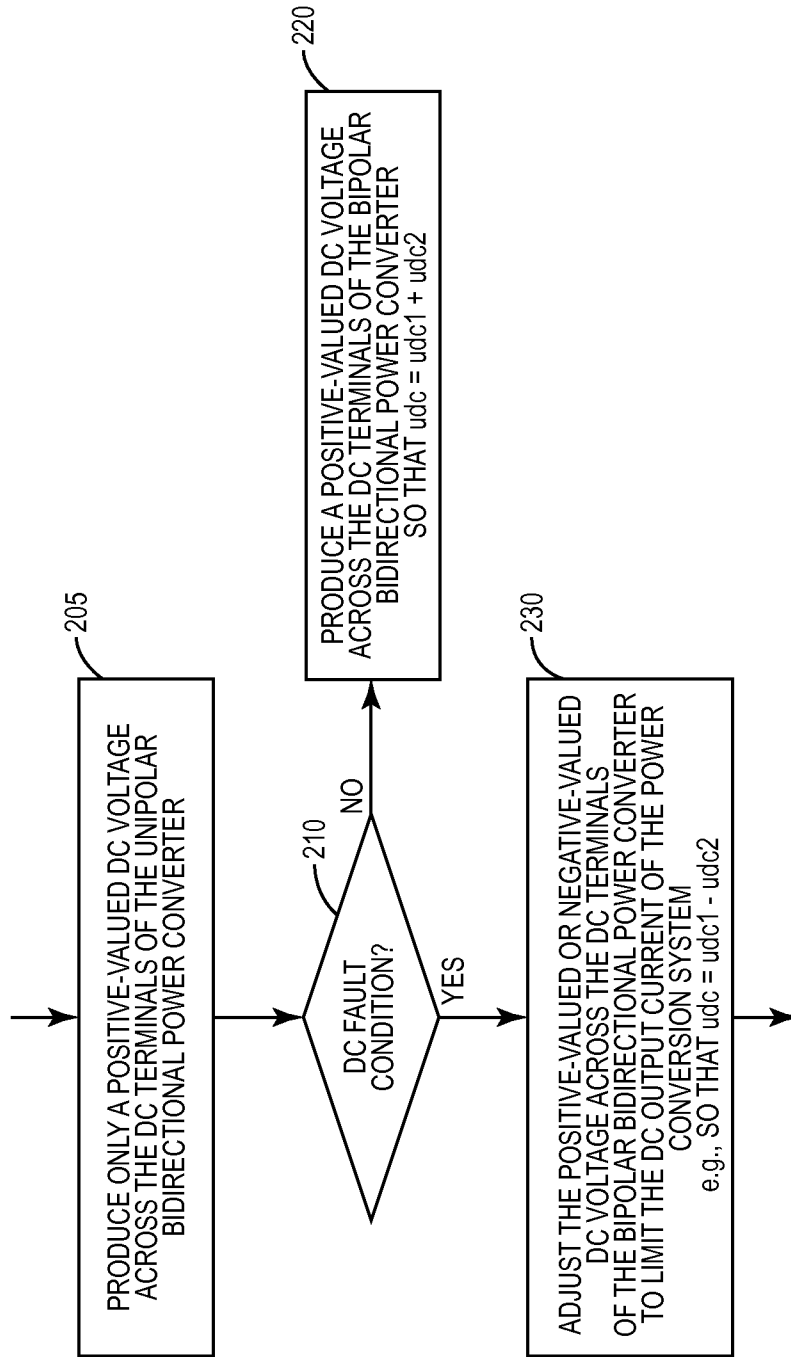 205
PRODUCE ONLY A POSITIVE-VALUED DC VOLTAGE
ACROSS THE DC TERMINALS OF THE UNIPOLAR
BIDIRECTIONAL POWER CONVERTER
210
DC FAULT
CONDITION?
NO
YES
220
PRODUCE A POSITIVE-VALUED DC VOLTAGE
ACROSS THE DC TERMINALS OF THE BIPOLAR
BIDIRECTIONAL POWER CONVERTER
SO THAT udc = udc1 + udc2
230
ADJUST THE POSITIVE-VALUED OR NEGATIVE-VALUED
DC VOLTAGE ACROSS THE DC TERMINALS
OF THE BIPOLAR BIDIRECTIONAL POWER CONVERTER
TO LIMIT THE DC OUTPUT CURRENT OF THE POWER
CONVERSION SYSTEM
e.g., SO THAT udc = udc1 - udc2